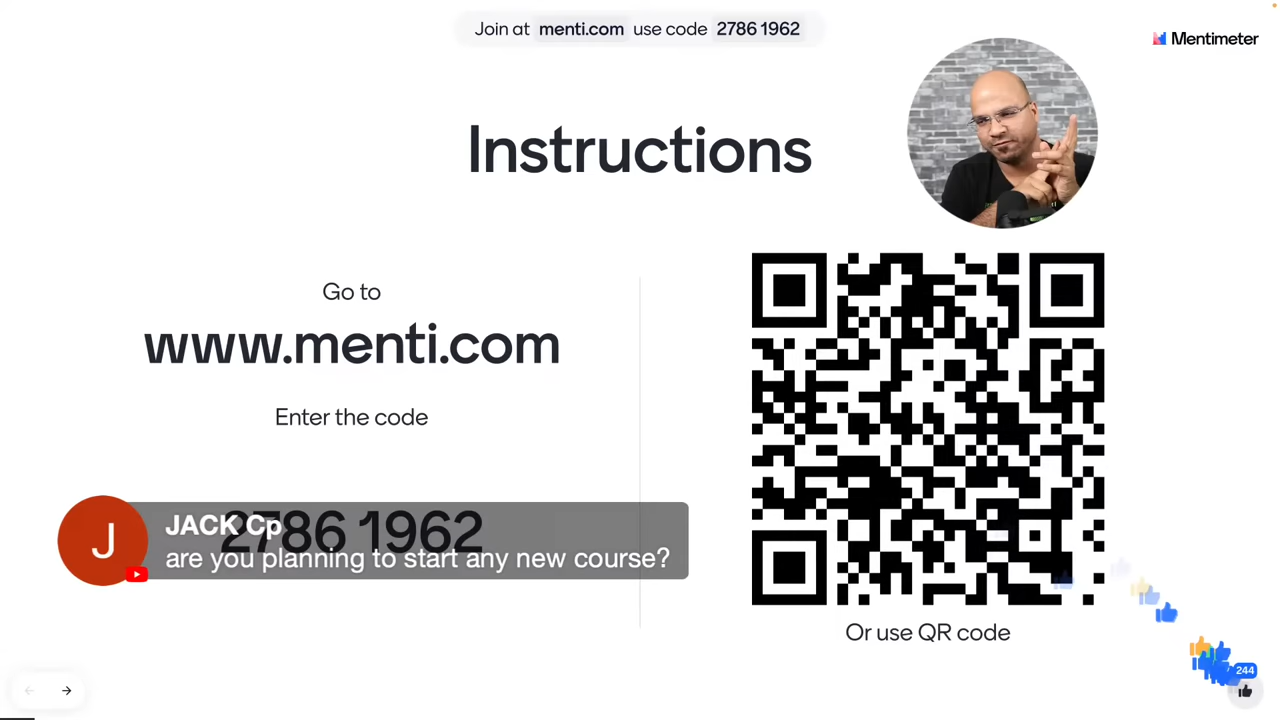 Join at menti.com use code 2786 1962
Mentimeter
Instructions
Go to
www.menti.com
Enter the code
2786 1962
J
JACK Cp
are you planning to start any new course?
Or use QR code
244